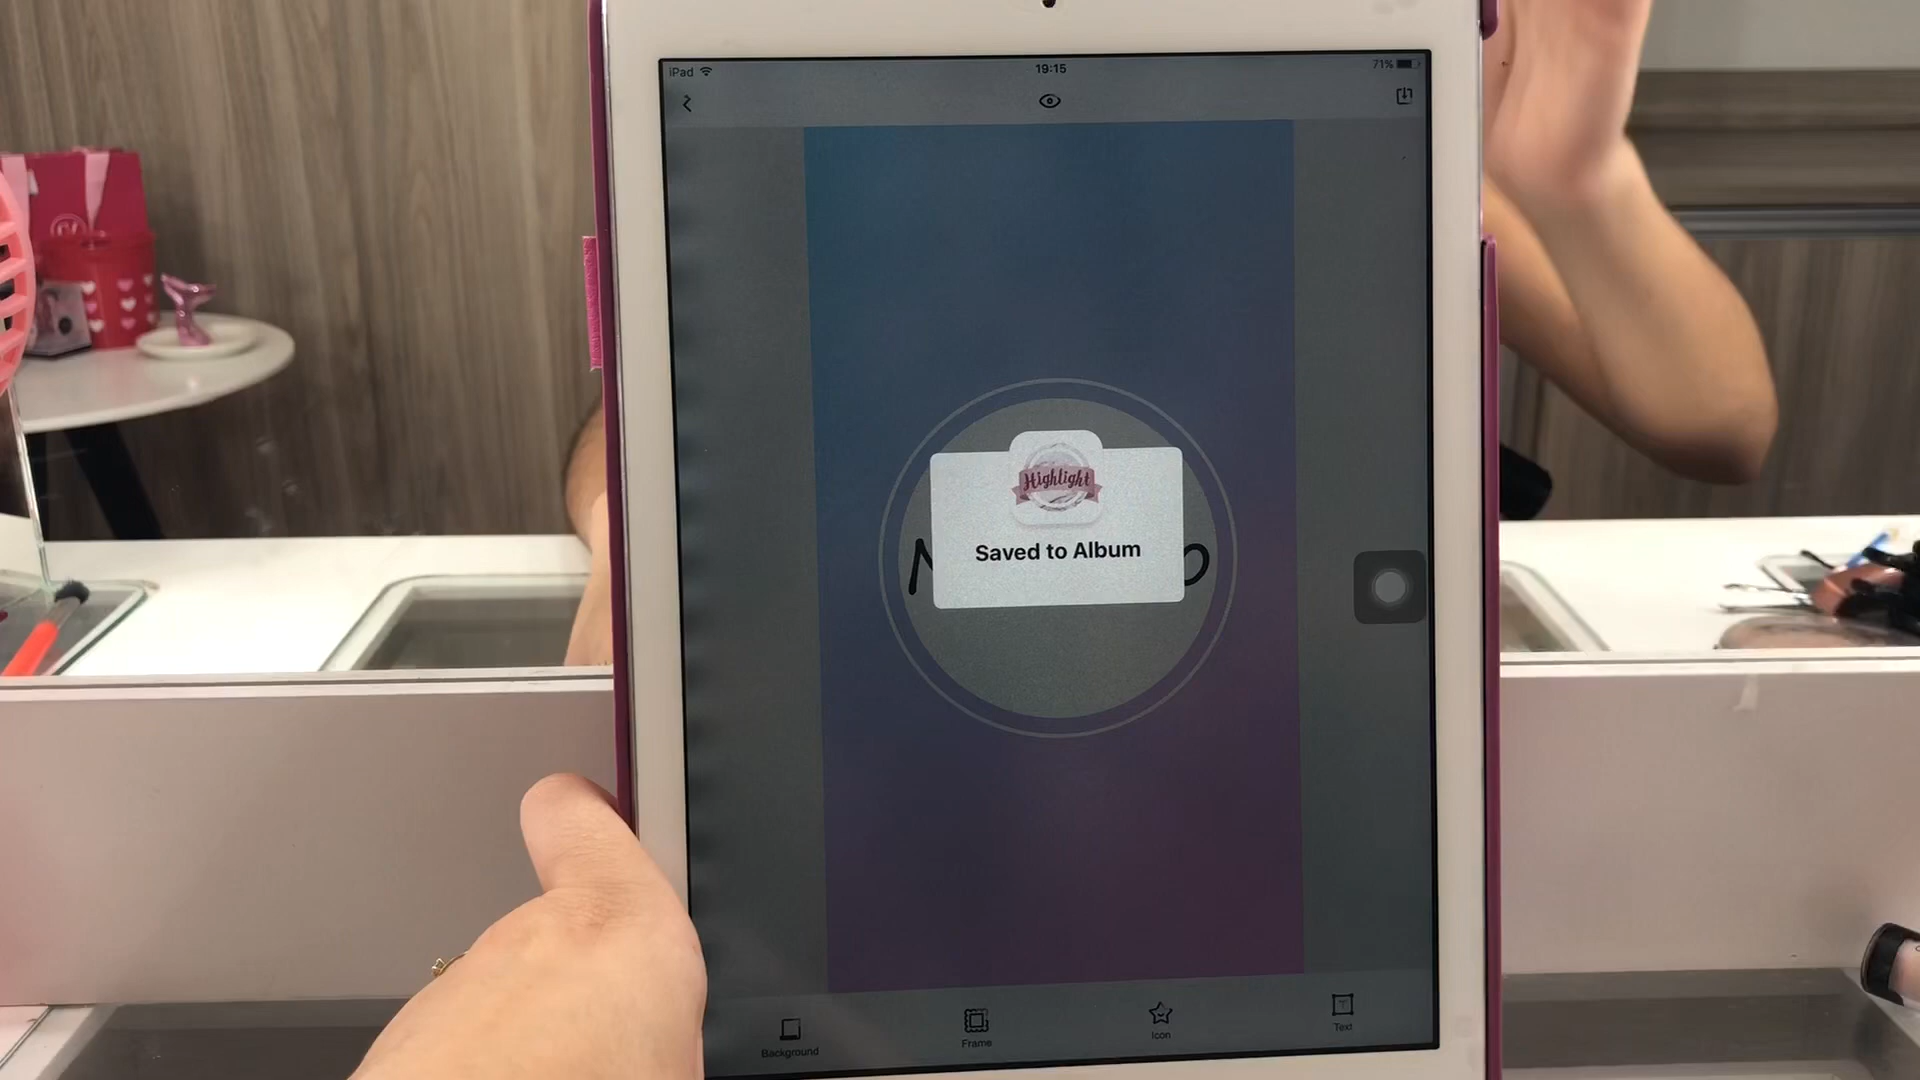 iPad
19:15
71%
Highlight
Saved to Album
Background
Frame
Icon
Text